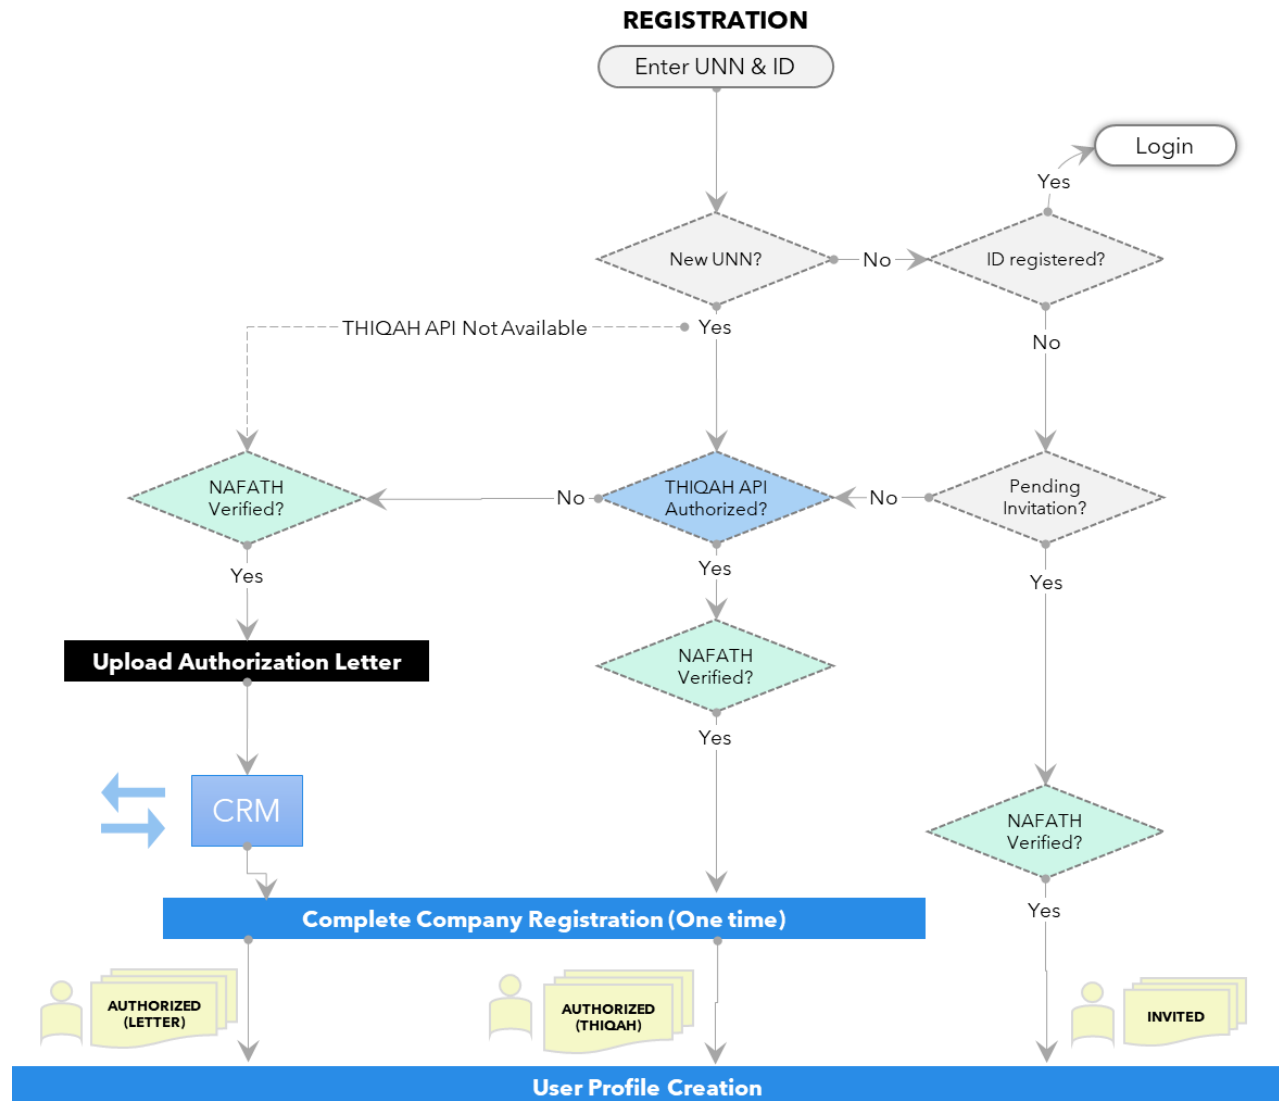 REGISTRATION
Enter UNN & ID
Login
Yes
New UNN?
No
ID registered?
THIQAH API Not Available
Yes
No
NAFATH
Verified?
No
THIQAH API
Authorized?
No
Pending
Invitation?
Yes
Yes
Yes
Upload Authorization Letter
NAFATH
Verified?
Yes
CRM
NAFATH
Verified?
Yes
Complete Company Registration (One time)
AUTHORIZED
(LETTER)
AUTHORIZED
(THIQAH)
INVITED
User Profile Creation